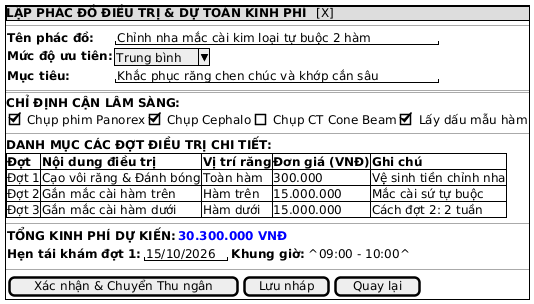 LẬP PHÁC ĐỒ ĐIỀU TRỊ & DỰ TOÁN KINH PHÍ [X]
Tên phác đồ: Chỉnh nha mắc cài kim loại tự buộc 2 hàm
Mức độ ưu tiên: Trung bình ▼
Mục tiêu: Khắc phục răng chen chúc và khớp cắn sâu
CHỈ ĐỊNH CẬN LÂM SÀNG:
Chụp phim Panorex Chụp Cephalo Chụp CT Cone Beam Lấy dấu mẫu hàm
DANH MỤC CÁC ĐỢT ĐIỀU TRỊ CHI TIẾT:
Đợt Nội dung điều trị Vị trí răng Đơn giá (VNĐ) Ghi chú
Đợt 1 Cạo vôi răng & Đánh bóng Toàn hàm 300.000 Vệ sinh tiền chỉnh nha
Đợt 2 Gắn mắc cài hàm trên Hàm trên 15.000.000 Mắc cài sứ tự buộc
Đợt 3 Gắn mắc cài hàm dưới Hàm dưới 15.000.000 Cách đợt 2: 2 tuần
TỔNG KINH PHÍ DỰ KIẾN: 30.300.000 VNĐ
Hẹn tái khám đợt 1: 15/10/2026 Khung giờ: ^09:00 - 10:00^
Xác nhận & Chuyển Thu ngân Lưu nháp Quay lại